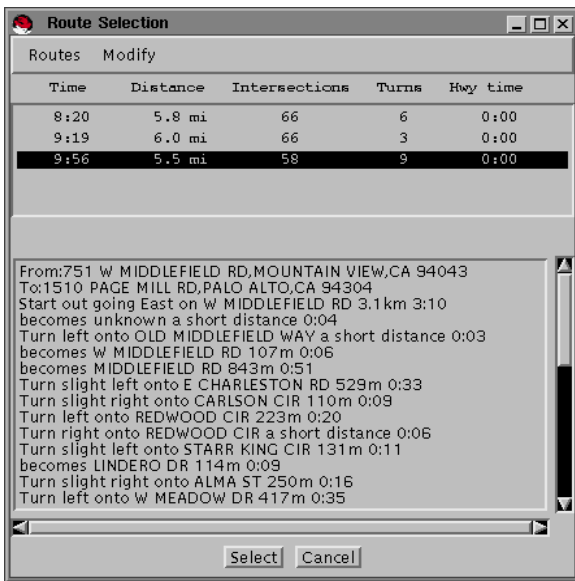 Route Selection
Routes Modify
Time Distance Intersections Turns Hwy time
8:20 5.8 mi 66 6 0:00
9:19 6.0 mi 66 3 0:00
9:56 5.5 mi 58 9 0:00
From:751 W MIDDLEFIELD RD,MOUNTAIN VIEW,CA 94043
To:1510 PAGE MILL RD,PALO ALTO,CA 94304
Start out going East on W MIDDLEFIELD RD 3.1km 3:10
becomes unknown a short distance 0:04
Turn left onto OLD MIDDLEFIELD WAY a short distance 0:03
becomes W MIDDLEFIELD RD 107m 0:06
becomes MIDDLEFIELD RD 843m 0:51
Turn slight left onto E CHARLESTON RD 529m 0:33
Turn slight right onto CARLSON CIR 110m 0:09
Turn left onto REDWOOD CIR 223m 0:20
Turn right onto REDWOOD CIR a short distance 0:06
Turn slight left onto STARR KING CIR 131m 0:11
becomes LINDERO DR 114m 0:09
Turn slight right onto ALMA ST 250m 0:16
Turn left onto W MEADOW DR 417m 0:35
Select Cancel